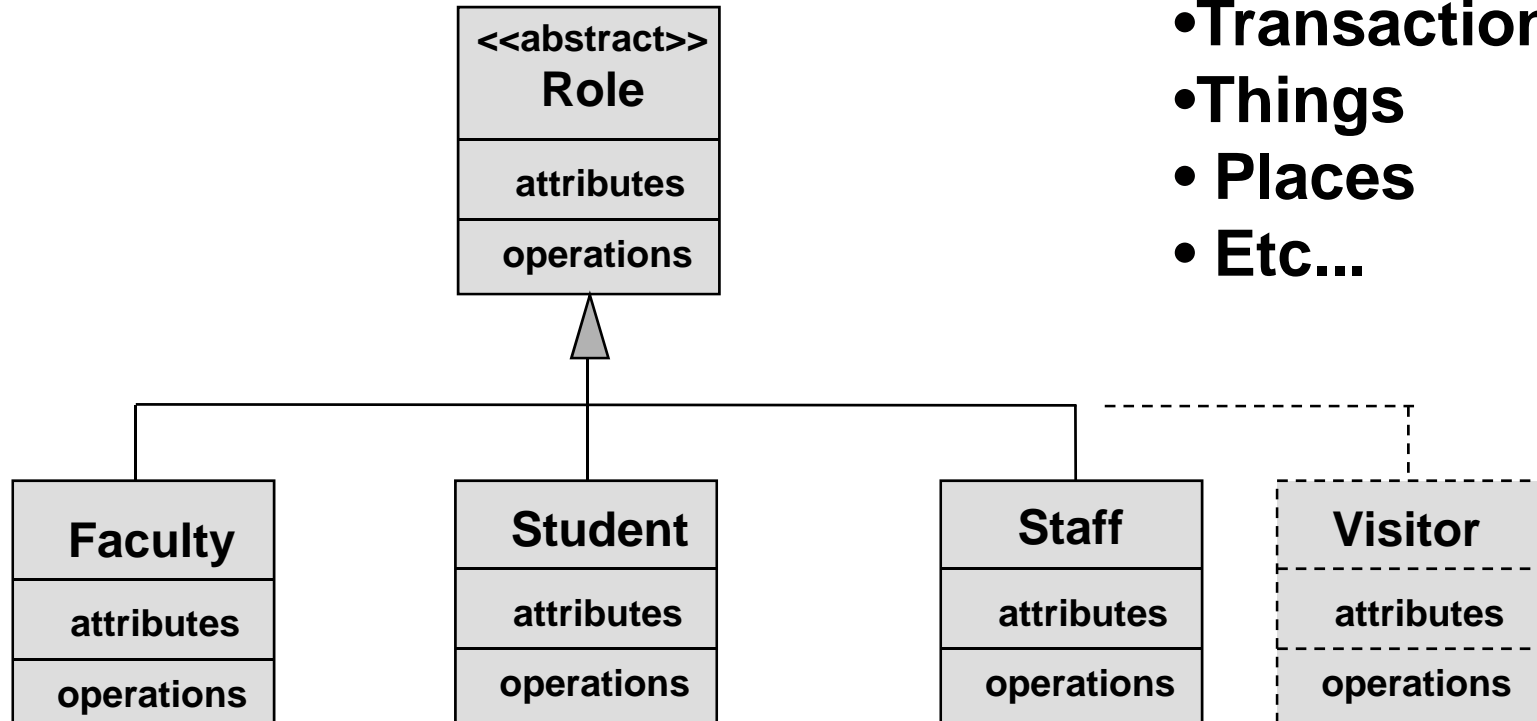 <<abstract>>
Role
attributes
operations
•Transaction
•Things
• Places
• Etc...
Faculty
attributes
operations
Student
attributes
operations
Staff
attributes
operations
Visitor
attributes
operations